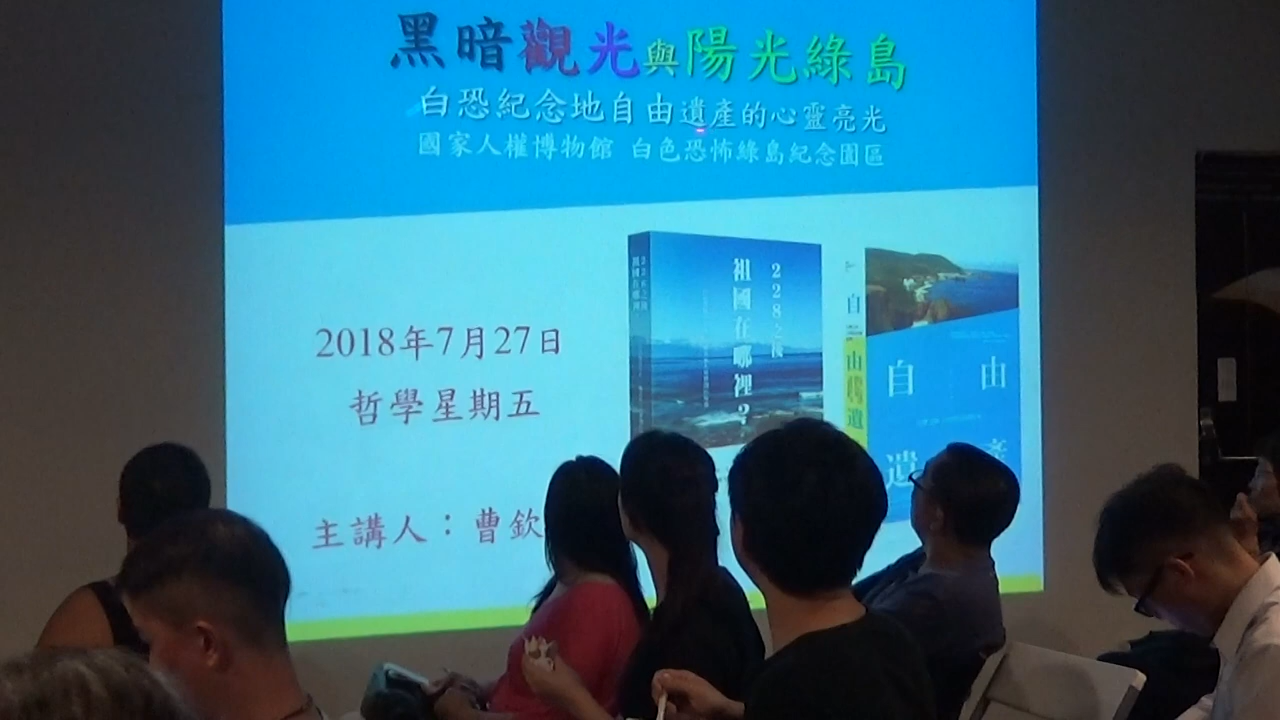 黑暗觀光與陽光綠島
白恐紀念地自由遺產的心靈亮光
國家人權博物館 白色恐怖綠島紀念園區
2018年7月27日
哲學星期五
主講人：曹欽
228之後
祖國在哪裡？
自由遺
自由
遺產